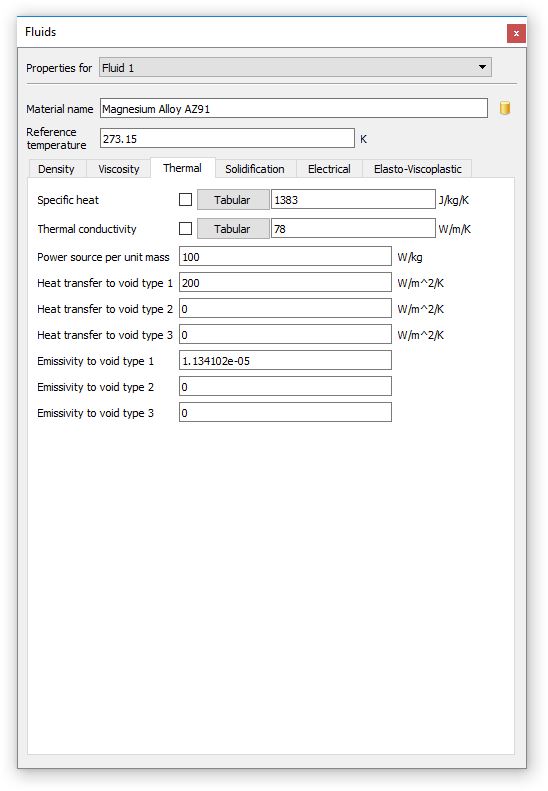 Fluids
x
Properties for Fluid 1
Material name Magnesium Alloy AZ91
Reference
temperature 273.15 K
Density Viscosity Thermal Solidification Electrical Elasto-Viscoplastic
Specific heat Tabular 1383 J/kg/K
Thermal conductivity Tabular 78 W/m/K
Power source per unit mass 100 W/kg
Heat transfer to void type 1 200 W/m^2/K
Heat transfer to void type 2 0 W/m^2/K
Heat transfer to void type 3 0 W/m^2/K
Emissivity to void type 1 1.134102e-05
Emissivity to void type 2 0
Emissivity to void type 3 0